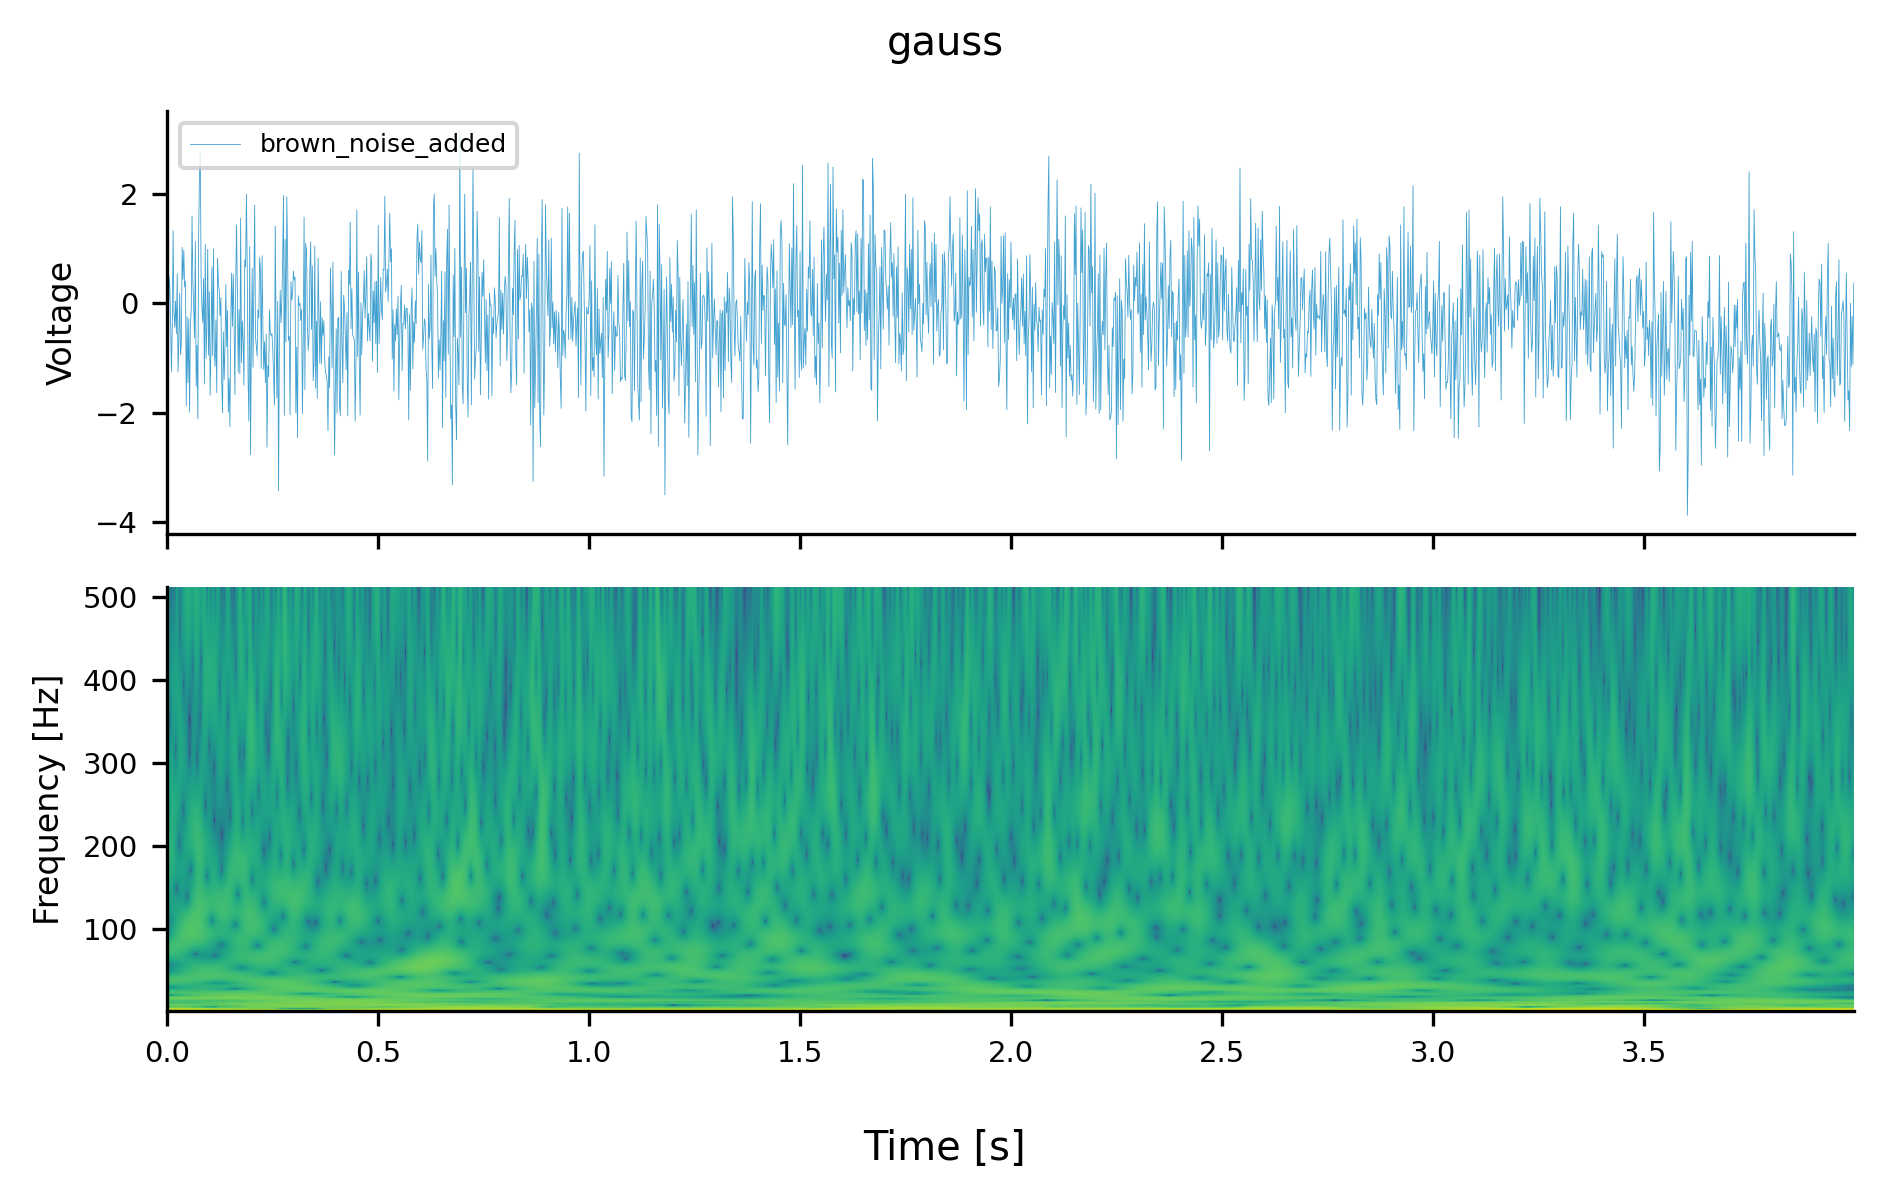 gauss
brown_noise_added
Voltage
2
0
−2
−4
Frequency [Hz]
500
400
300
200
100
0.0 0.5 1.0 1.5 2.0 2.5 3.0 3.5
Time [s]